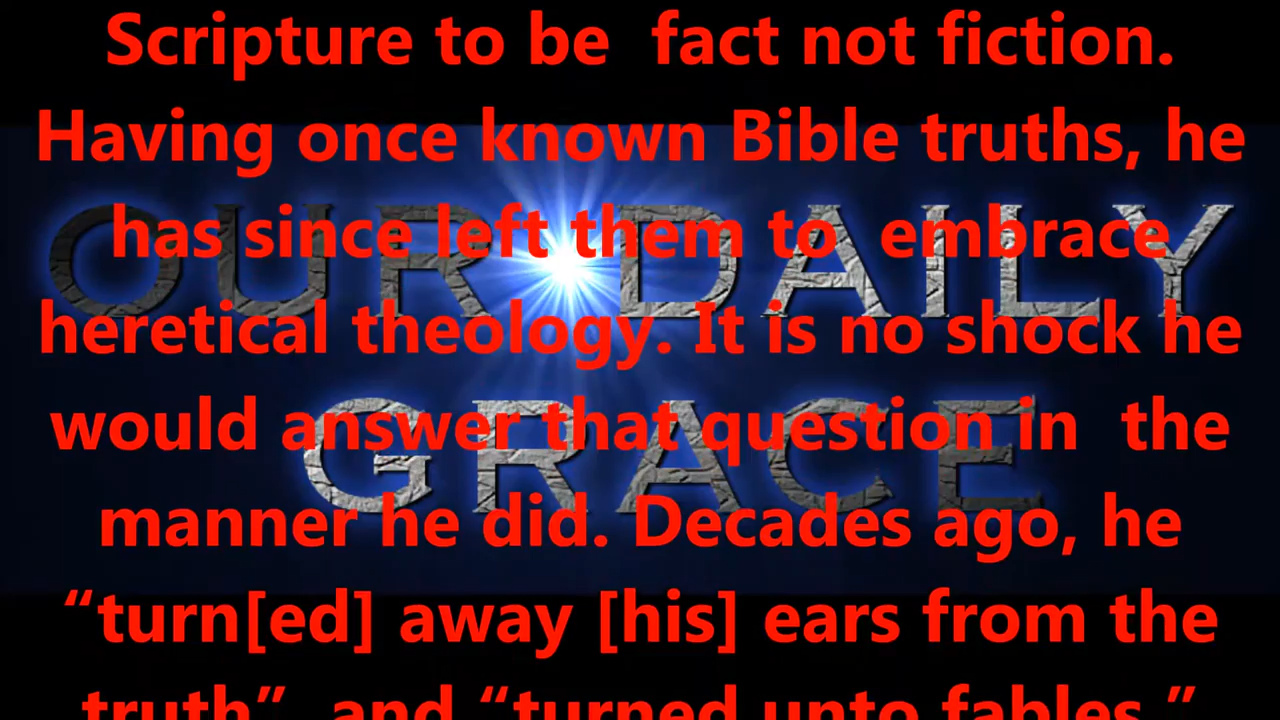 Scripture to be  fact not fiction.
Having once known Bible truths, he
has since left them to  embrace
heretical theology. It is no shock he
would answer that question in  the
manner he did. Decades ago, he
“turn[ed] away [his] ears from the
truth”  and “turned unto fables.”
OUR DAILY
GRACE